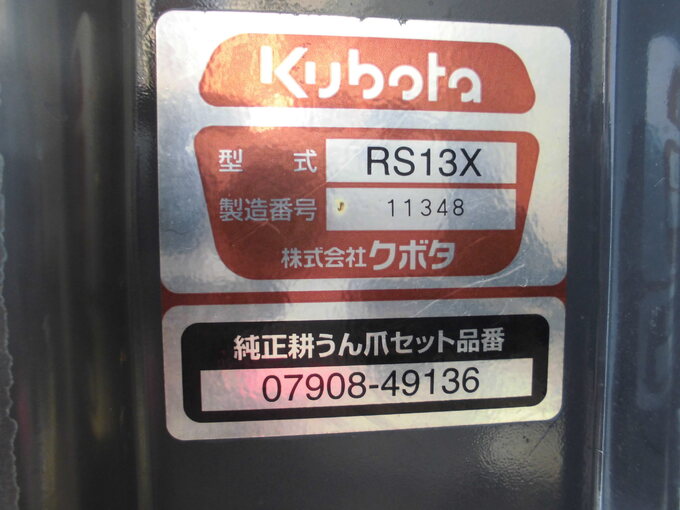 Kubota
型 式 RS13X
製造番号 11348
株式会社クボタ
純正耕うん爪セット品番
07908-49136